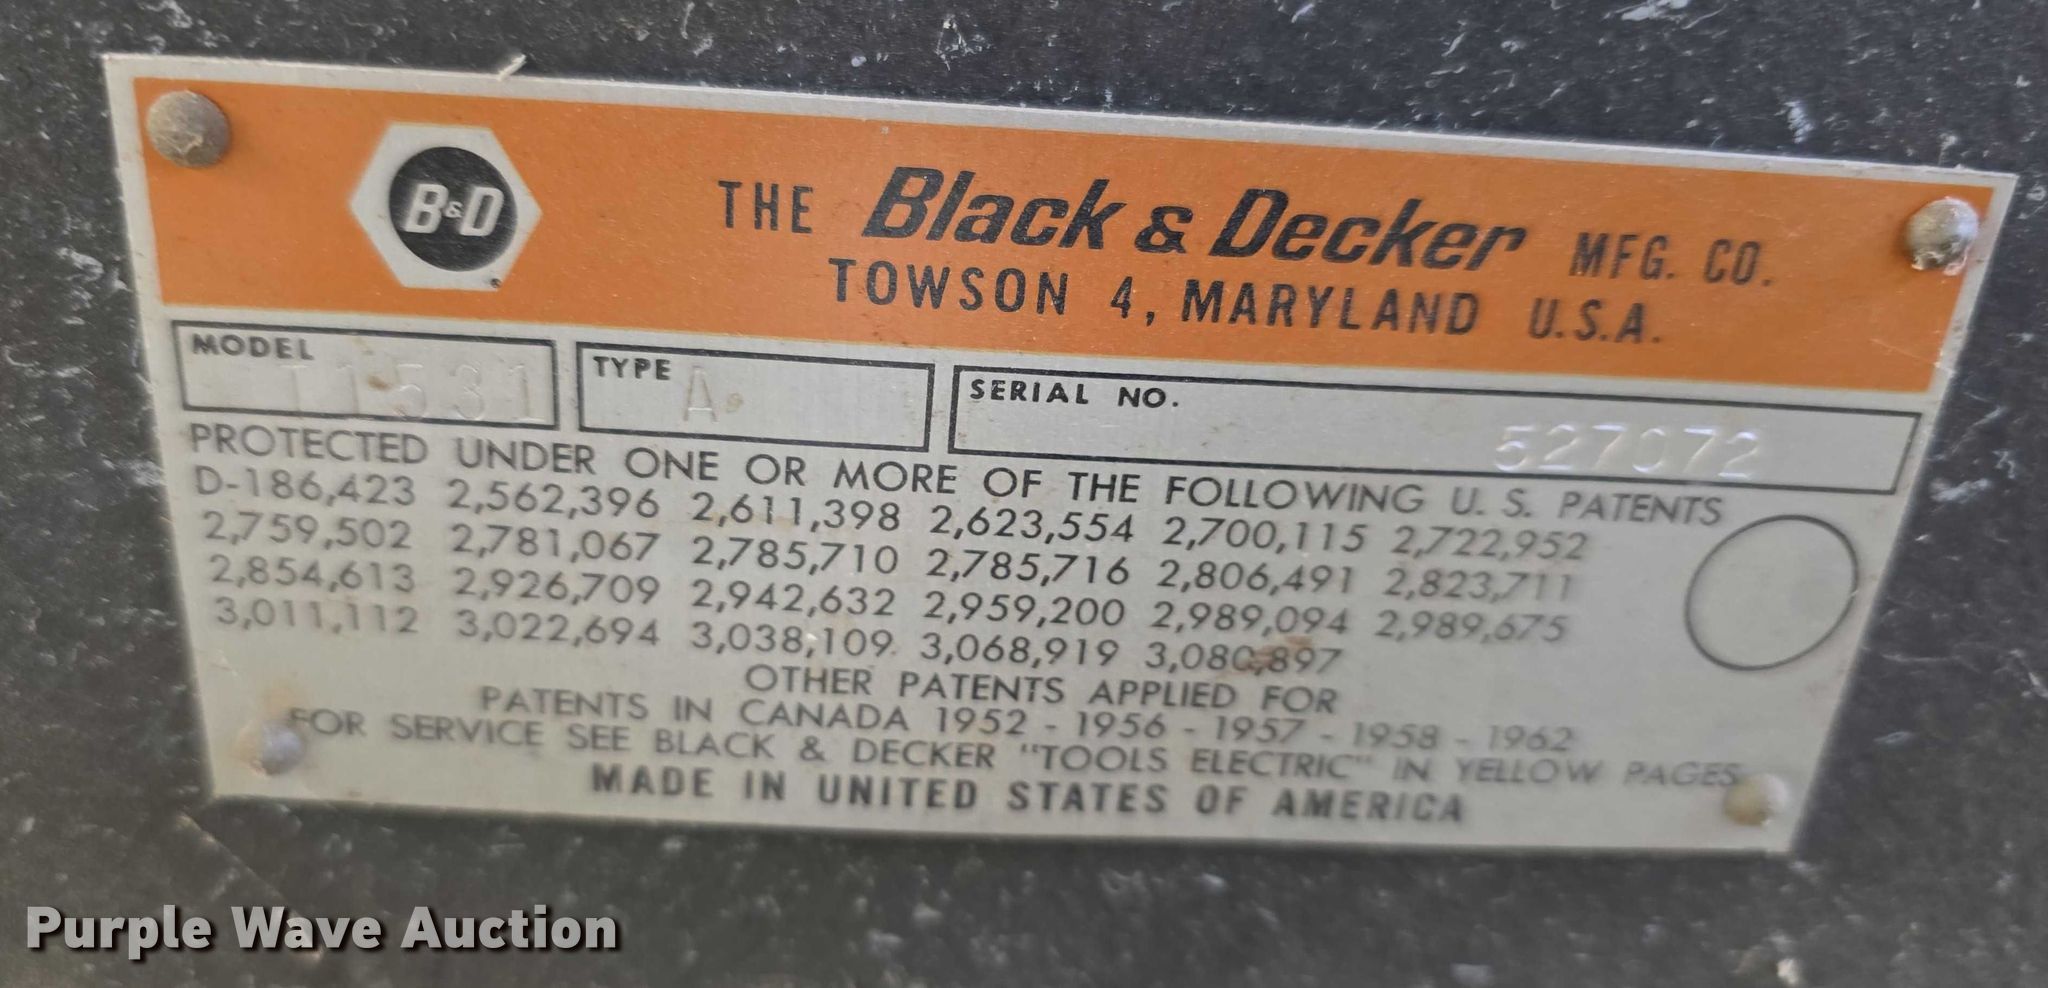 B&D
THE Black & Decker MFG. CO.
TOWSON 4, MARYLAND U.S.A.
MODEL
T1-531
TYPE
A
SERIAL NO.
527072
PROTECTED UNDER ONE OR MORE OF THE FOLLOWING U. S. PATENTS
D-186,423 2,562,396 2,611,398 2,623,554 2,700,115 2,722,952
2,759,502 2,781,067 2,785,710 2,785,716 2,806,491 2,823,711
2,854,613 2,926,709 2,942,632 2,959,200 2,989,094 2,989,675
3,011,112 3,022,694 3,038,109 3,068,919 3,080,897
OTHER PATENTS APPLIED FOR
PATENTS IN CANADA 1952 - 1956 - 1957 - 1958 - 1962
FOR SERVICE SEE BLACK & DECKER "TOOLS ELECTRIC" IN YELLOW PAGES
MADE IN UNITED STATES OF AMERICA
Purple Wave Auction